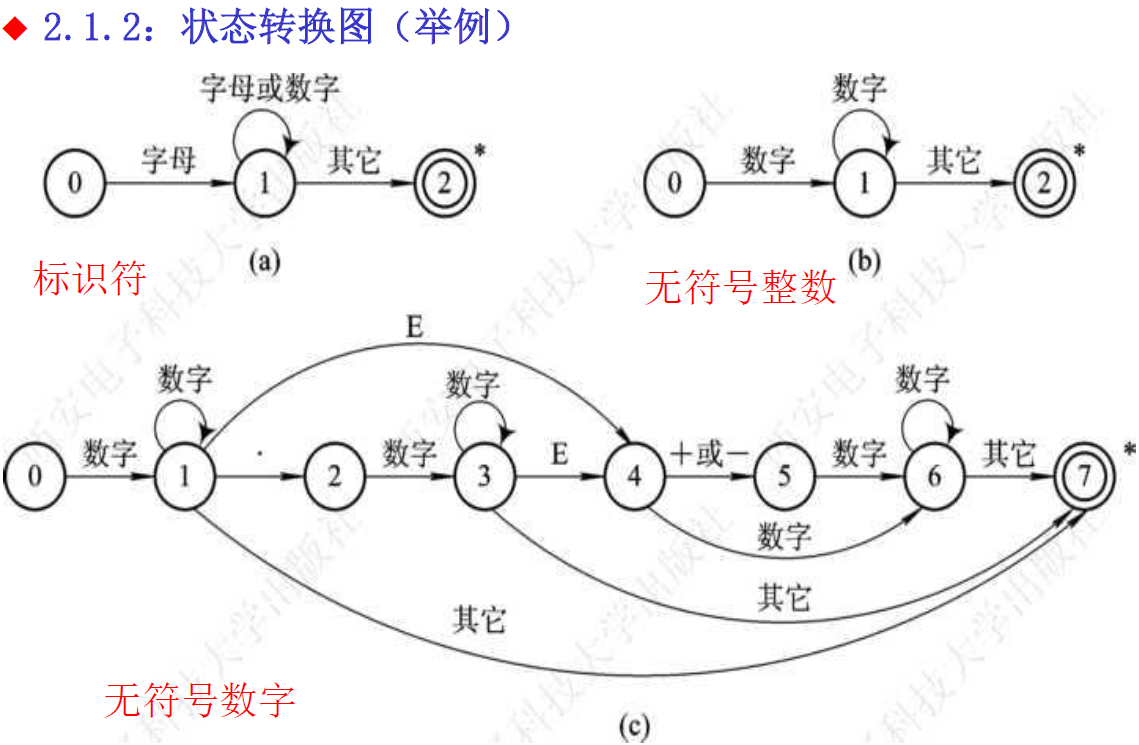 ◆ 2.1.2：状态转换图（举例）
字母或数字
0 字母 1 其它 2 *
(a)
标识符
数字
0 数字 1 其它 2 *
(b)
无符号整数
E
数字 数字 数字
0 数字 1 · 2 数字 3 E 4 +或- 5 数字 6 其它 7 *
数字
其它
其它
无符号数字
(c)
西安电子科技大学出版社